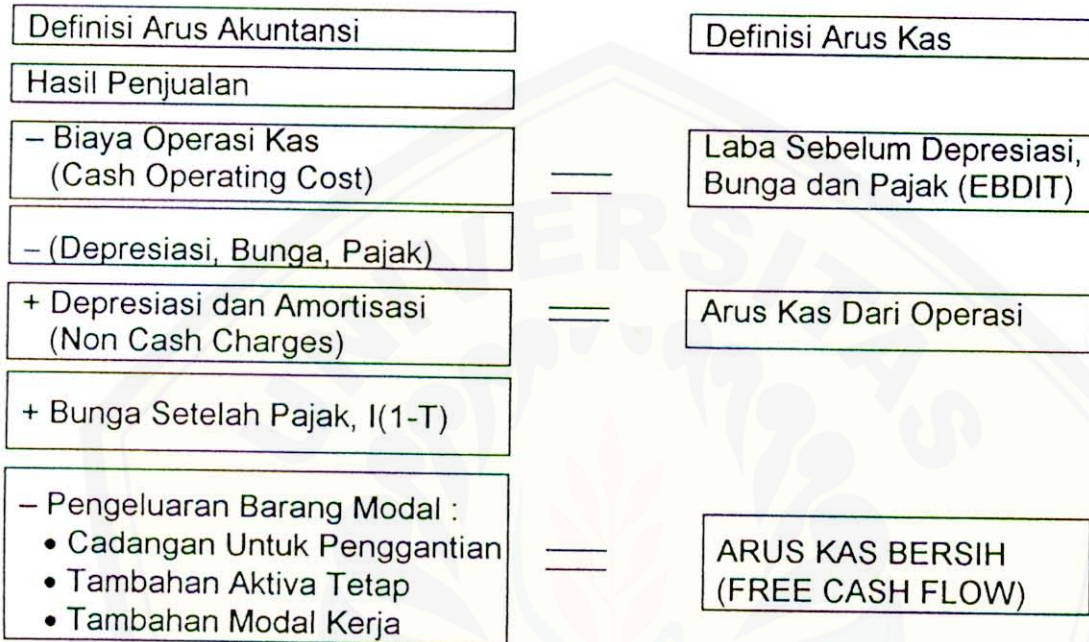 Definisi Arus Akuntansi
Definisi Arus Kas
Hasil Penjualan
– Biaya Operasi Kas
(Cash Operating Cost)
=
Laba Sebelum Depresiasi,
Bunga dan Pajak (EBDIT)
– (Depresiasi, Bunga, Pajak)
+ Depresiasi dan Amortisasi
(Non Cash Charges)
=
Arus Kas Dari Operasi
+ Bunga Setelah Pajak, I(1-T)
– Pengeluaran Barang Modal :
• Cadangan Untuk Penggantian
• Tambahan Aktiva Tetap
• Tambahan Modal Kerja
=
ARUS KAS BERSIH
(FREE CASH FLOW)
UNIVERSITAS